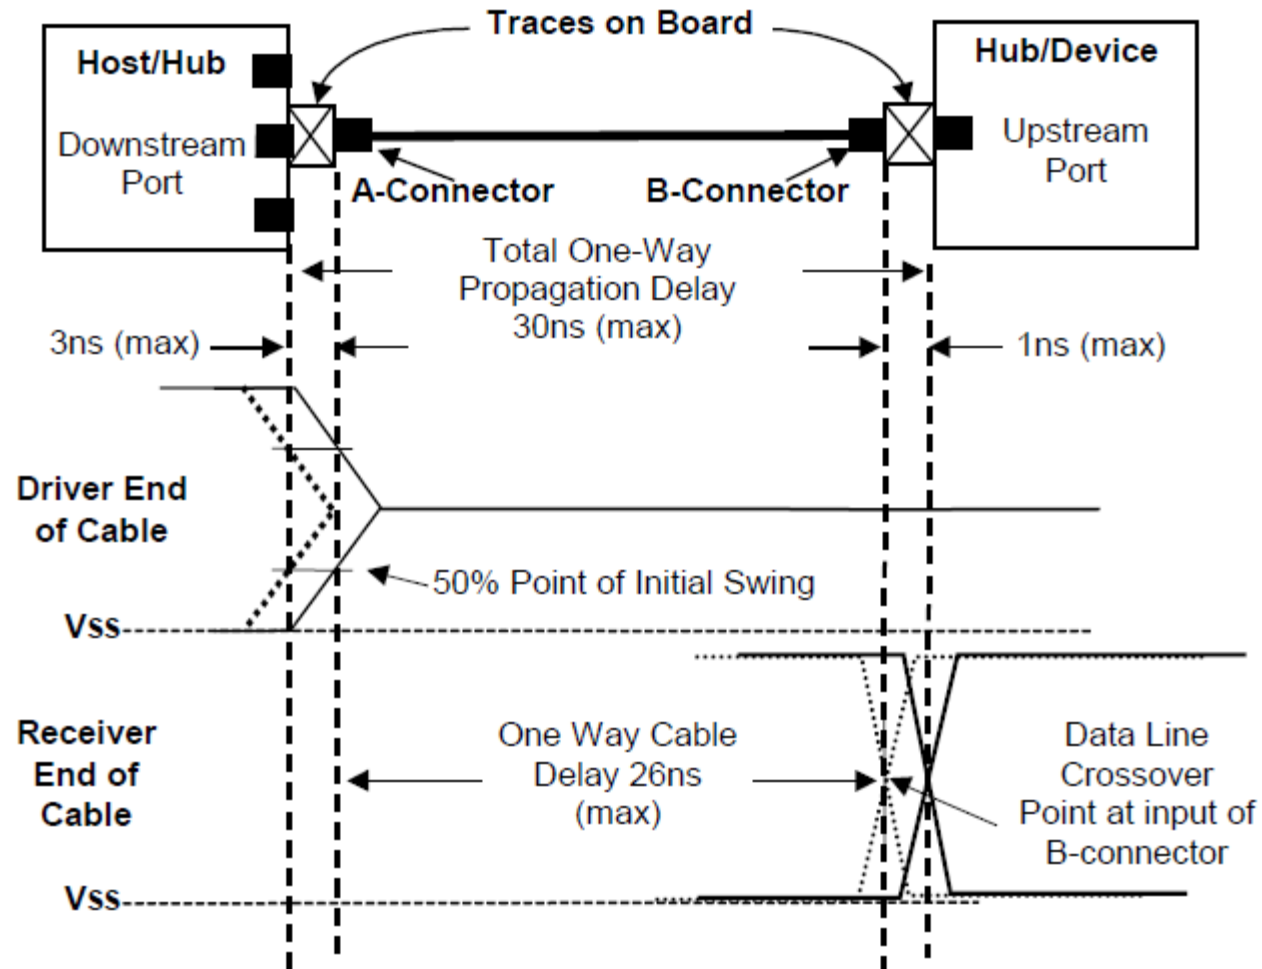 Traces on Board
Host/Hub
Downstream
Port
Hub/Device
Upstream
Port
A-Connector
B-Connector
Total One-Way
Propagation Delay
30ns (max)
3ns (max)
1ns (max)
Driver End
of Cable
50% Point of Initial Swing
Vss
Receiver
End of
Cable
One Way Cable
Delay 26ns
(max)
Data Line
Crossover
Point at input of
B-connector
Vss